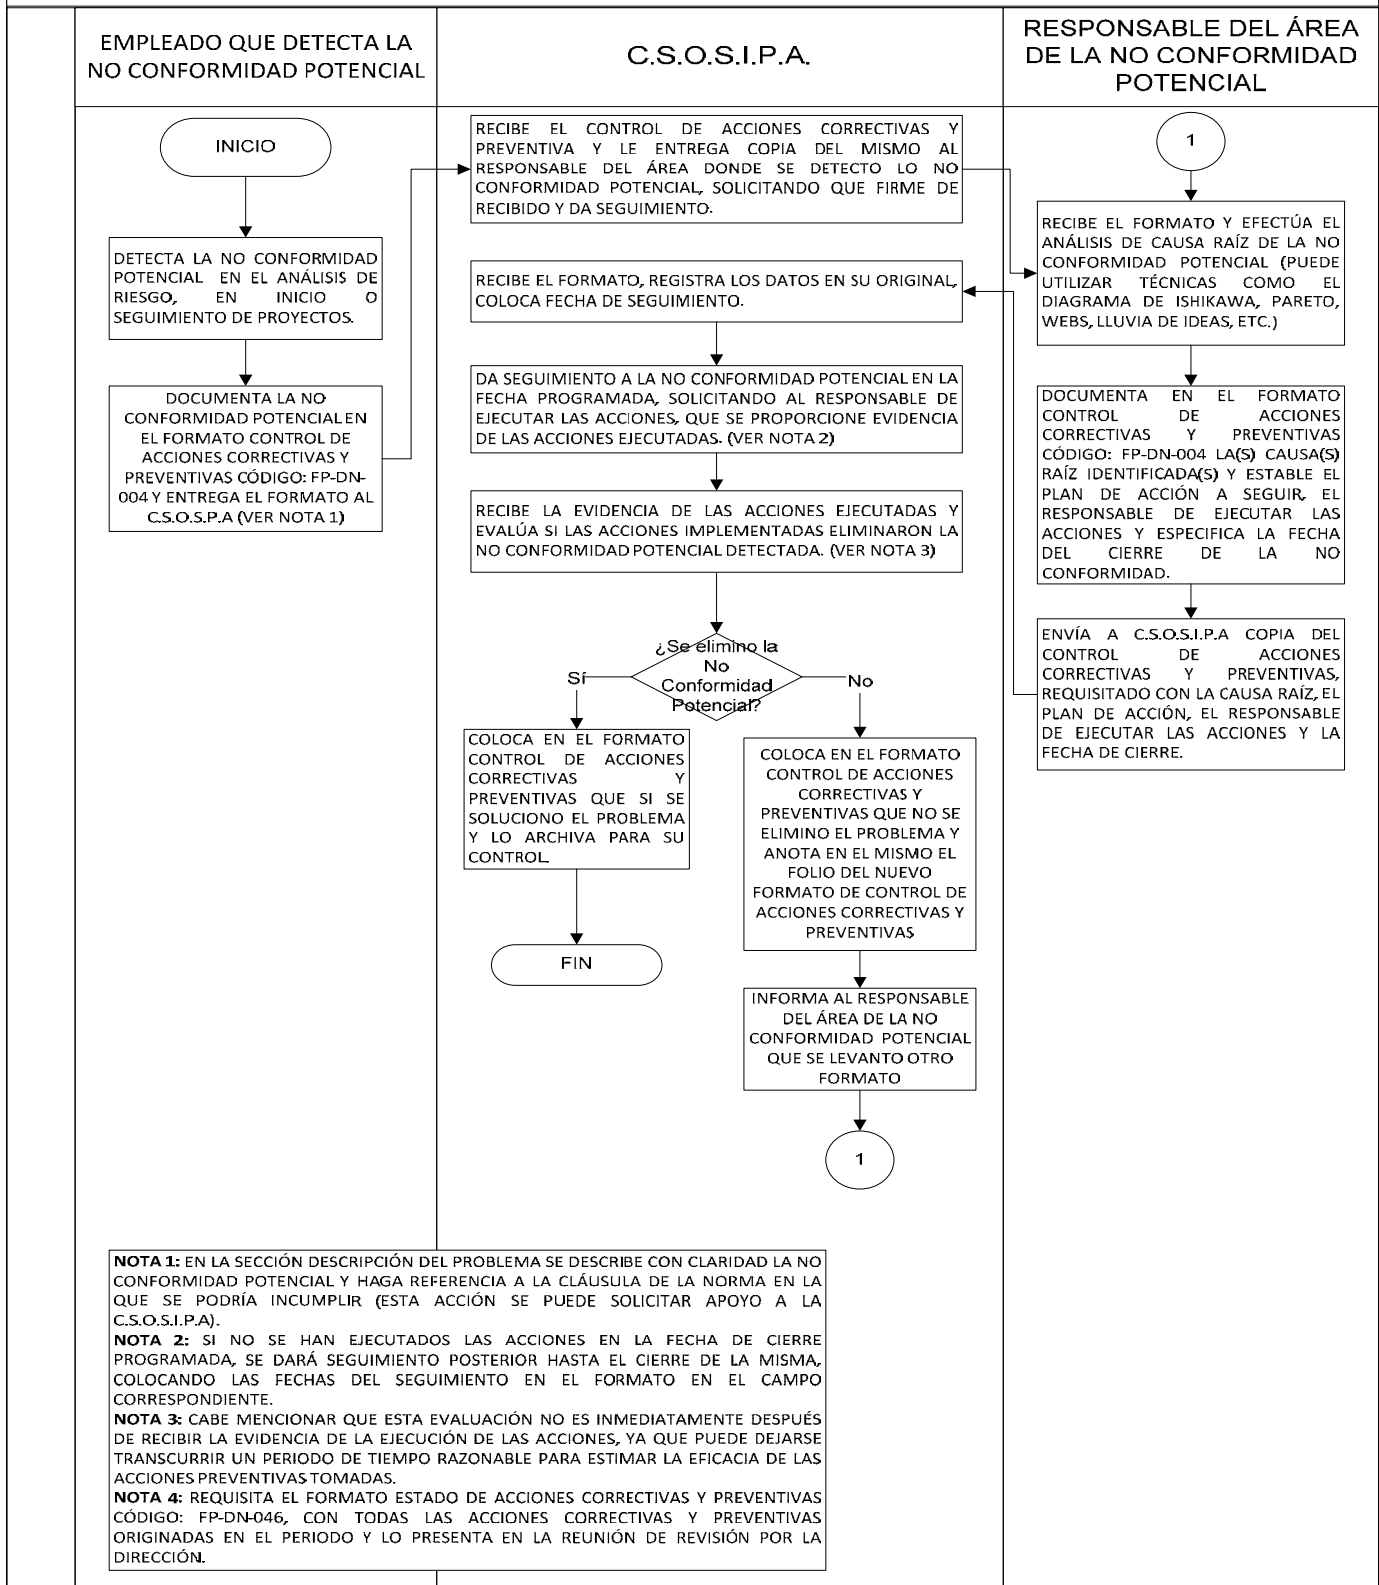 EMPLEADO QUE DETECTA LA
NO CONFORMIDAD POTENCIAL
C.S.O.S.I.P.A.
RESPONSABLE DEL ÁREA
DE LA NO CONFORMIDAD
POTENCIAL
INICIO
DETECTA LA NO CONFORMIDAD
POTENCIAL EN EL ANÁLISIS DE
RIESGO, EN INICIO O
SEGUIMIENTO DE PROYECTOS.
DOCUMENTA LA NO
CONFORMIDAD POTENCIAL EN
EL FORMATO CONTROL DE
ACCIONES CORRECTIVAS Y
PREVENTIVAS CÓDIGO: FP-DN-
004 Y ENTREGA EL FORMATO AL
C.S.O.S.P.A (VER NOTA 1)
RECIBE EL CONTROL DE ACCIONES CORRECTIVAS Y
PREVENTIVA Y LE ENTREGA COPIA DEL MISMO AL
RESPONSABLE DEL ÁREA DONDE SE DETECTO LO NO
CONFORMIDAD POTENCIAL, SOLICITANDO QUE FIRME DE
RECIBIDO Y DA SEGUIMIENTO.
RECIBE EL FORMATO, REGISTRA LOS DATOS EN SU ORIGINAL,
COLOCA FECHA DE SEGUIMIENTO.
DA SEGUIMIENTO A LA NO CONFORMIDAD POTENCIAL EN LA
FECHA PROGRAMADA, SOLICITANDO AL RESPONSABLE DE
EJECUTAR LAS ACCIONES, QUE SE PROPORCIONE EVIDENCIA
DE LAS ACCIONES EJECUTADAS. (VER NOTA 2)
RECIBE LA EVIDENCIA DE LAS ACCIONES EJECUTADAS Y
EVALÚA SI LAS ACCIONES IMPLEMENTADAS ELIMINARON LA
NO CONFORMIDAD POTENCIAL DETECTADA. (VER NOTA 3)
¿Se elimino la
No
Conformidad
Potencial?
Sí
No
COLOCA EN EL FORMATO
CONTROL DE ACCIONES
CORRECTIVAS Y
PREVENTIVAS QUE SI SE
SOLUCIONO EL PROBLEMA
Y LO ARCHIVA PARA SU
CONTROL.
FIN
COLOCA EN EL FORMATO
CONTROL DE ACCIONES
CORRECTIVAS Y
PREVENTIVAS QUE NO SE
ELIMINO EL PROBLEMA Y
ANOTA EN EL MISMO EL
FOLIO DEL NUEVO
FORMATO DE CONTROL DE
ACCIONES CORRECTIVAS Y
PREVENTIVAS
INFORMA AL RESPONSABLE
DEL ÁREA DE LA NO
CONFORMIDAD POTENCIAL
QUE SE LEVANTO OTRO
FORMATO
1
1
RECIBE EL FORMATO Y EFECTÚA EL
ANÁLISIS DE CAUSA RAÍZ DE LA NO
CONFORMIDAD POTENCIAL (PUEDE
UTILIZAR TÉCNICAS COMO EL
DIAGRAMA DE ISHIKAWA, PARETO,
WEBS, LLUVIA DE IDEAS, ETC.)
DOCUMENTA EN EL FORMATO
CONTROL DE ACCIONES
CORRECTIVAS Y PREVENTIVAS
CÓDIGO: FP-DN-004 LA(S) CAUSA(S)
RAÍZ IDENTIFICADA(S) Y ESTABLE EL
PLAN DE ACCIÓN A SEGUIR, EL
RESPONSABLE DE EJECUTAR LAS
ACCIONES Y ESPECIFICA LA FECHA
DEL CIERRE DE LA NO
CONFORMIDAD.
ENVÍA A C.S.O.S.I.P.A COPIA DEL
CONTROL DE ACCIONES
CORRECTIVAS Y PREVENTIVAS,
REQUISITADO CON LA CAUSA RAÍZ, EL
PLAN DE ACCIÓN, EL RESPONSABLE
DE EJECUTAR LAS ACCIONES Y LA
FECHA DE CIERRE.
NOTA 1: EN LA SECCIÓN DESCRIPCIÓN DEL PROBLEMA SE DESCRIBE CON CLARIDAD LA NO
CONFORMIDAD POTENCIAL Y HAGA REFERENCIA A LA CLÁUSULA DE LA NORMA EN LA
QUE SE PODRÍA INCUMPLIR (ESTA ACCIÓN SE PUEDE SOLICITAR APOYO A LA
C.S.O.S.I.P.A).
NOTA 2: SI NO SE HAN EJECUTADOS LAS ACCIONES EN LA FECHA DE CIERRE
PROGRAMADA, SE DARÁ SEGUIMIENTO POSTERIOR HASTA EL CIERRE DE LA MISMA,
COLOCANDO LAS FECHAS DEL SEGUIMIENTO EN EL FORMATO EN EL CAMPO
CORRESPONDIENTE.
NOTA 3: CABE MENCIONAR QUE ESTA EVALUACIÓN NO ES INMEDIATAMENTE DESPUÉS
DE RECIBIR LA EVIDENCIA DE LA EJECUCIÓN DE LAS ACCIONES, YA QUE PUEDE DEJARSE
TRANSCURRIR UN PERIODO DE TIEMPO RAZONABLE PARA ESTIMAR LA EFICACIA DE LAS
ACCIONES PREVENTIVAS TOMADAS.
NOTA 4: REQUISITA EL FORMATO ESTADO DE ACCIONES CORRECTIVAS Y PREVENTIVAS
CÓDIGO: FP-DN-046, CON TODAS LAS ACCIONES CORRECTIVAS Y PREVENTIVAS
ORIGINADAS EN EL PERIODO Y LO PRESENTA EN LA REUNIÓN DE REVISIÓN POR LA
DIRECCIÓN.